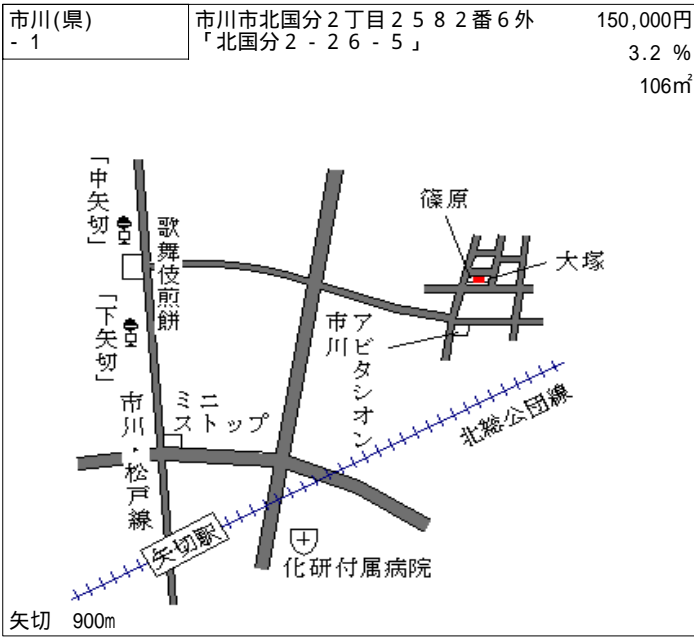 市川(県)
- 1
市川市北国分２丁目２５８２番６外
「北国分２－２６－５」
150,000円
3.2 %
106㎡
「中矢切」
歌舞伎煎餅
「下矢切」
篠原
大塚
アビタシオン
市川
ミニ
ストップ
市川・松戸線
北総公団線
矢切駅
化研付属病院
矢切 900m